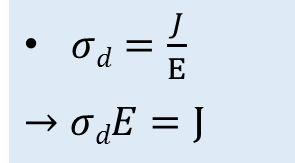 • σ_d = J/E
→ σ_d E = J